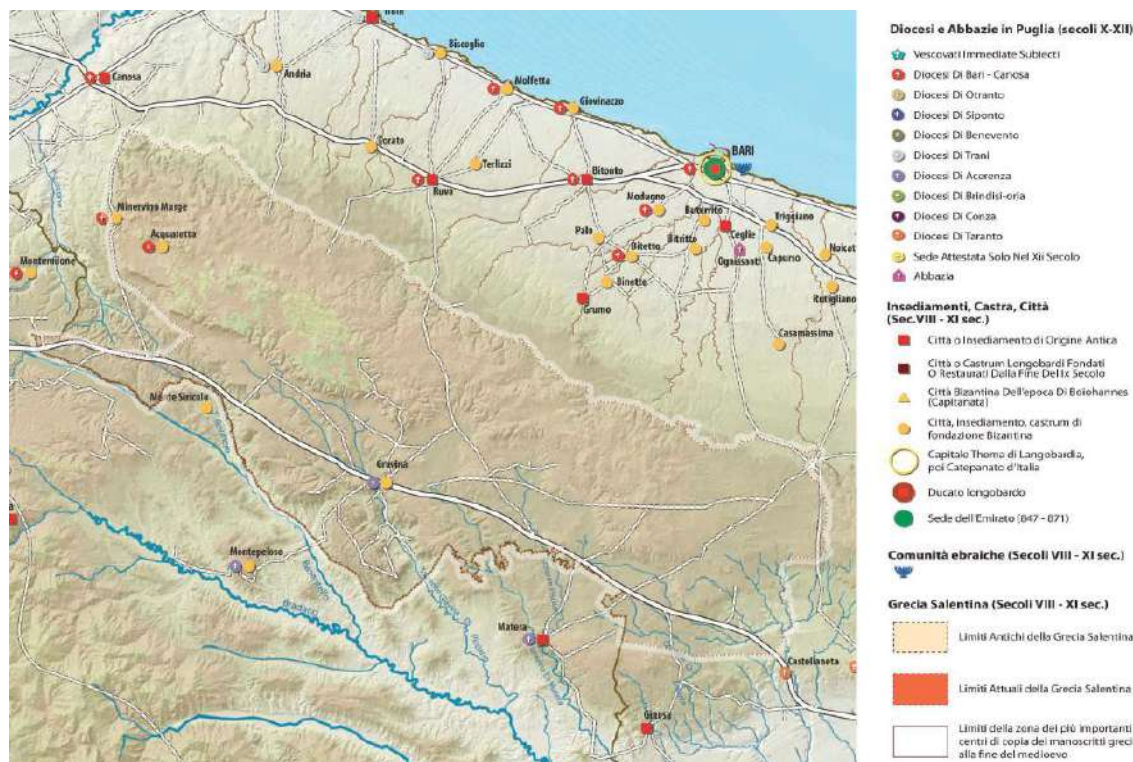 Trani
Bisceglie
Andria
Molfetta
Canosa
Giovinazzo
Corato
BARI
Terlizzi
Ruvo
Bitonto
Modugno
Minervino Murge
Balsignano
Triggiano
Acquatetta
Palo
Ceglie
Noicat
Bitetto
Bitritto
Capurso
Ognissanti
Montemilone
Binetto
Rutigliano
Grumo
Casamassima
Monte Siricolo
Gravina
Montepeloso
Basentello
Bradano
Matera
Castellaneta
Ginosa
Diocesi e Abbazie in Puglia (secoli X-XII)
Vescovati Immediate Subiecti
Diocesi Di Bari - Canosa
Diocesi Di Otranto
Diocesi Di Siponto
Diocesi Di Benevento
Diocesi Di Trani
Diocesi Di Acerenza
Diocesi Di Brindisi-oria
Diocesi Di Conza
Diocesi Di Taranto
Sede Attestata Solo Nel Xii Secolo
Abbazia
Insediamenti, Castra, Città
(Sec.VIII - XI sec.)
Città o Insediamento di Origine Antica
Città o Castrum Longobardi Fondati
O Restaurati Dalla Fine Del Ix Secolo
Città Bizantina Dell'epoca Di Boiohannes
(Capitanata)
Città, Insediamento, castrum di
fondazione Bizantina
Capitale Thema di Langobardia,
poi Catepanato d'Italia
Ducato longobardo
Sede dell'Emirato (847 - 871)
Comunità ebraiche (Secoli VIII - XI sec.)
Grecia Salentina (Secoli VIII - XI sec.)
Limiti Antichi della Grecia Salentina
Limiti Attuali della Grecia Salentina
Limiti della zona dei più importanti
centri di copia dei manoscritti greci
alla fine del medioevo